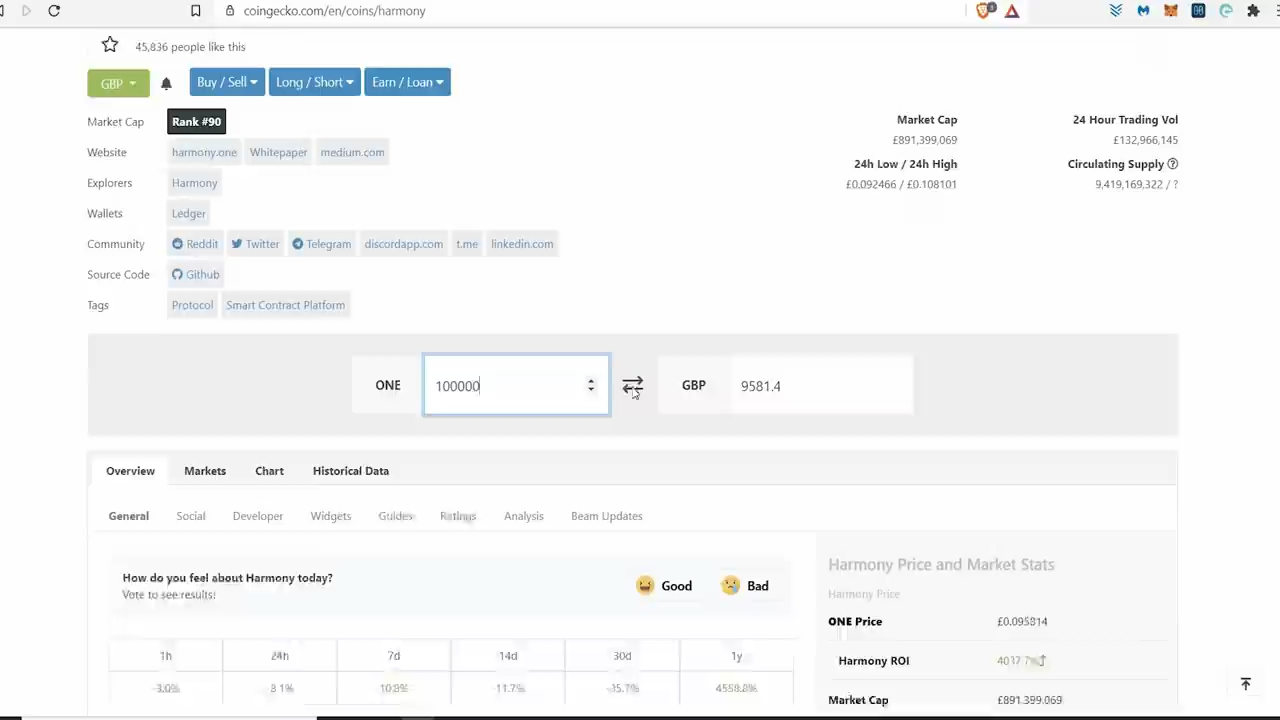 coingecko.com/en/coins/harmony
45,836 people like this
GBP Buy / Sell Long / Short Earn / Loan
Market Cap Rank #90
Website harmony.one Whitepaper medium.com
Explorers Harmony
Wallets Ledger
Community Reddit Twitter Telegram discordapp.com t.me linkedin.com
Source Code Github
Tags Protocol Smart Contract Platform
Market Cap 24 Hour Trading Vol
£891,399,069 £132,966,145
24h Low / 24h High Circulating Supply ?
£0.092466 / £0.108101 9,419,169,322 / ?
ONE 100000 GBP 9581.4
Overview Markets Chart Historical Data
General Social Developer Widgets Guides Ratings Analysis Beam Updates
How do you feel about Harmony today?
Vote to see results!
Good Bad
1h 24h 7d 14d 30d 1y
Harmony Price and Market Stats
Harmony Price
ONE Price £0.095814
Harmony ROI
Market Cap £891,399,069